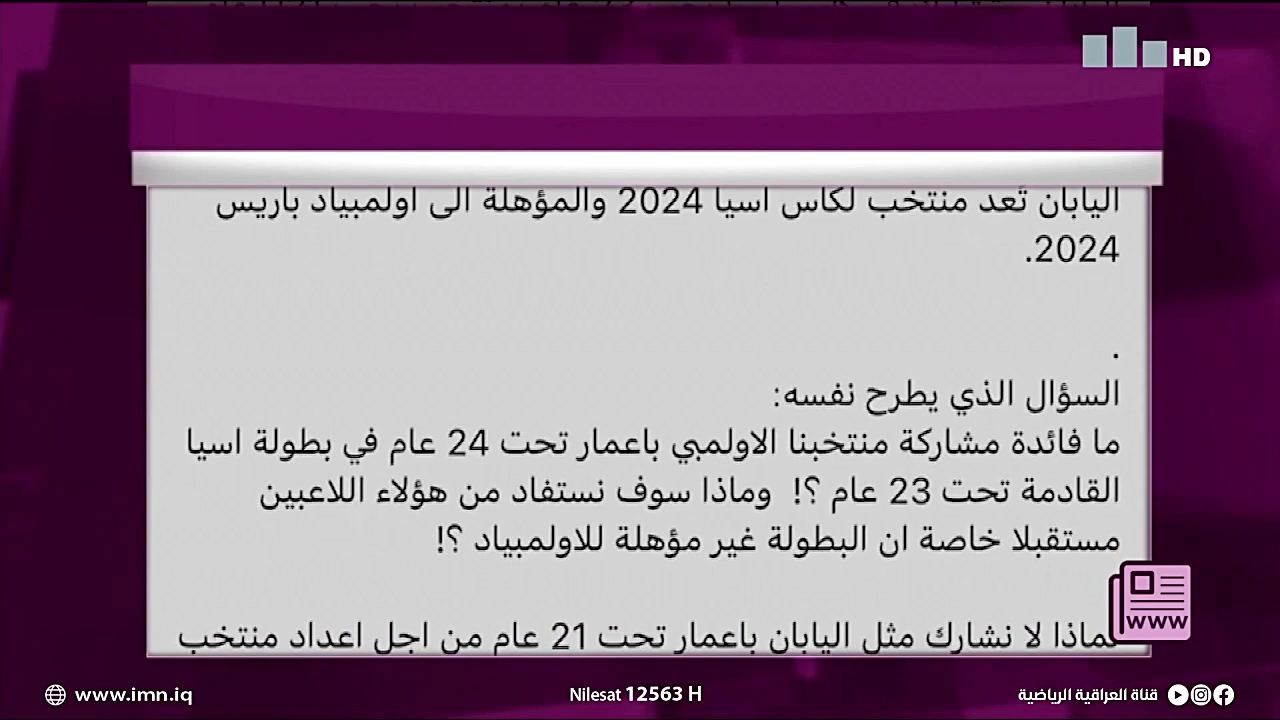 HD
اليابان تعد منتخب لكاس اسيا 2024 والمؤهلة الى اولمبياد باريس
2024.
.
السؤال الذي يطرح نفسه:
ما فائدة مشاركة منتخبنا الاولمبي باعمار تحت 24 عام في بطولة اسيا
القادمة تحت 23 عام ؟! وماذا سوف نستفاد من هؤلاء اللاعبين
مستقبلا خاصة ان البطولة غير مؤهلة للاولمبياد ؟!
لماذا لا نشارك مثل اليابان باعمار تحت 21 عام من اجل اعداد منتخب
www
www.imn.iq
Nilesat 12563 H
قناة العراقية الرياضية